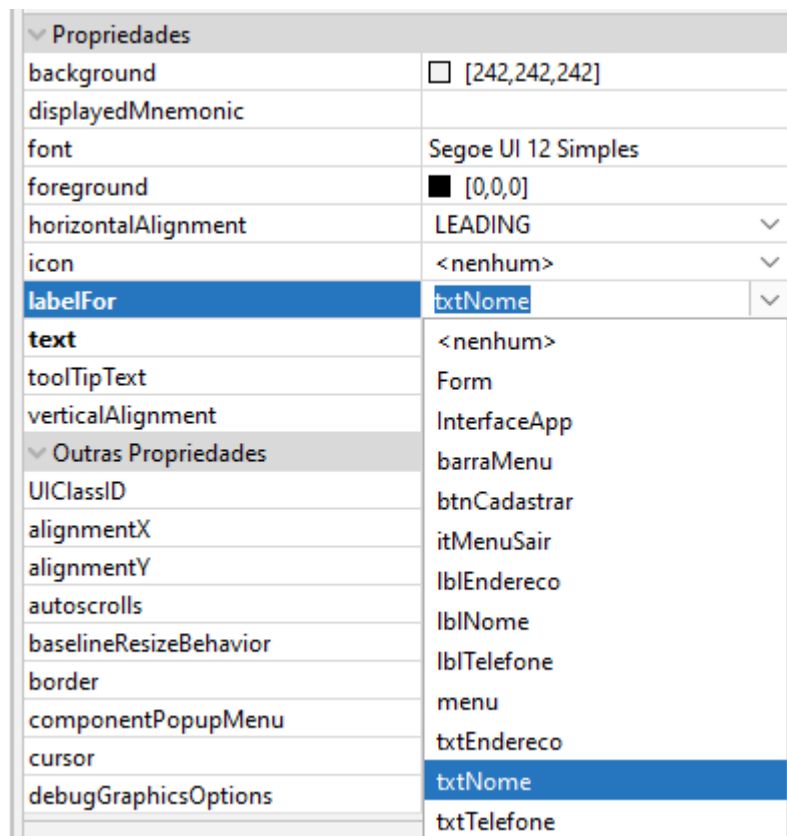 Propriedades
background [242,242,242]
displayedMnemonic
font Segoe UI 12 Simples
foreground [0,0,0]
horizontalAlignment LEADING
icon <nenhum>
labelFor txtNome
text <nenhum>
toolTipText Form
verticalAlignment InterfaceApp
Outras Propriedades barraMenu
UIClassID btnCadastrar
alignmentX itMenuSair
alignmentY lblEndereco
autoscrolls lblNome
baselineResizeBehavior lblTelefone
border menu
componentPopupMenu txtEndereco
cursor txtNome
debugGraphicsOptions txtTelefone